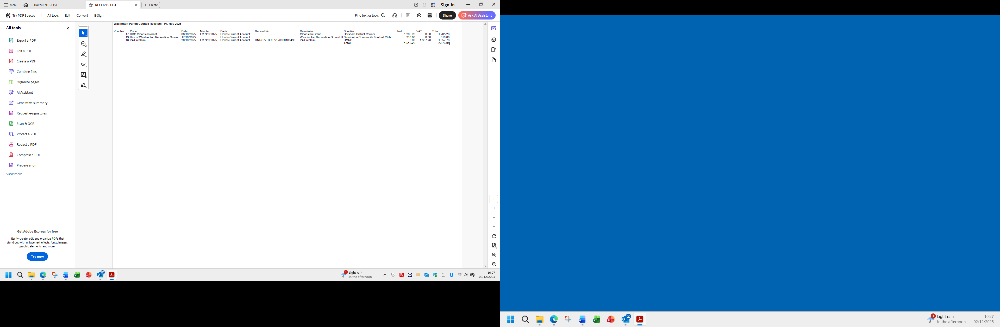 Menu
PAYMENTS LIST
RECEIPTS LIST
Create
Sign in
Try PDF Spaces
All tools
Edit
Convert
E-Sign
Find text or tools
Share
Ask AI Assistant
All tools
Export a PDF
Edit a PDF
Create a PDF
Combine files
Organize pages
AI Assistant
Generative summary
Request e-signatures
Scan & OCR
Protect a PDF
Redact a PDF
Compress a PDF
Prepare a form
View more
Get Adobe Express for free
Easily create, edit and organize PDFs that
stand out with unique text effects, fonts, images,
graphic elements and more.
Try now
Wasington Parish Council Receipts - FC Nov 2025
Voucher Code Date Minute Bank Receipt No Description Supplier Net VAT Total
17 HDC Cleansing grant 06/10/2025 FC Nov 2025 Lloyds Current Account Cleansing Grant Horsham District Council 1,205.26 0.00 1,205.26
19 Hire of Washington Recreation Ground 17/10/2025 Lloyds Current Account Washington Recreation Ground H Storrington Community Football Club 310.00 0.00 310.00
18 VAT reclaim 20/10/2025 FC Nov 2025 Lloyds Current Account HMRC VTR XFV126000100490 VAT reclaim HMRC 0.00 1,357.78 1,357.78
Total 1,515.26 2,873.04
1
1
1
Light rain
In the afternoon
10:27
02/12/2025
1
Light rain
In the afternoon
10:27
02/12/2025